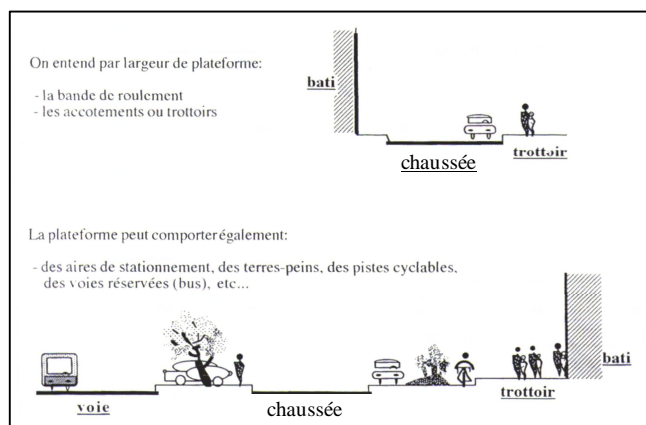 On entend par largeur de plateforme:
- la bande de roulement
- les accotements ou trottoirs
bati
chaussée
trottoir
La plateforme peut comporter également:
- des aires de stationnement, des terres-peins, des pistes cyclables,
des voies réservées (bus), etc...
voie
chaussée
trottoir
bati